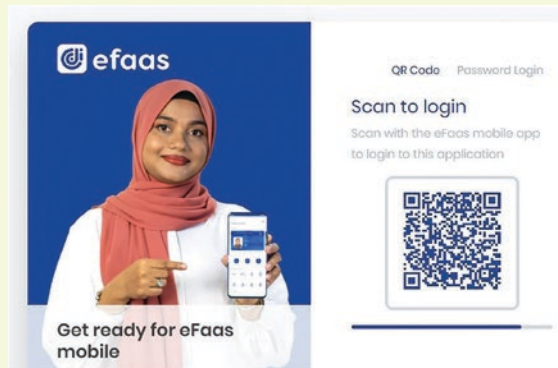 efaas
QR Code Password Login
Scan to login
Scan with the eFaas mobile app
to login to this application
Get ready for eFaas
mobile